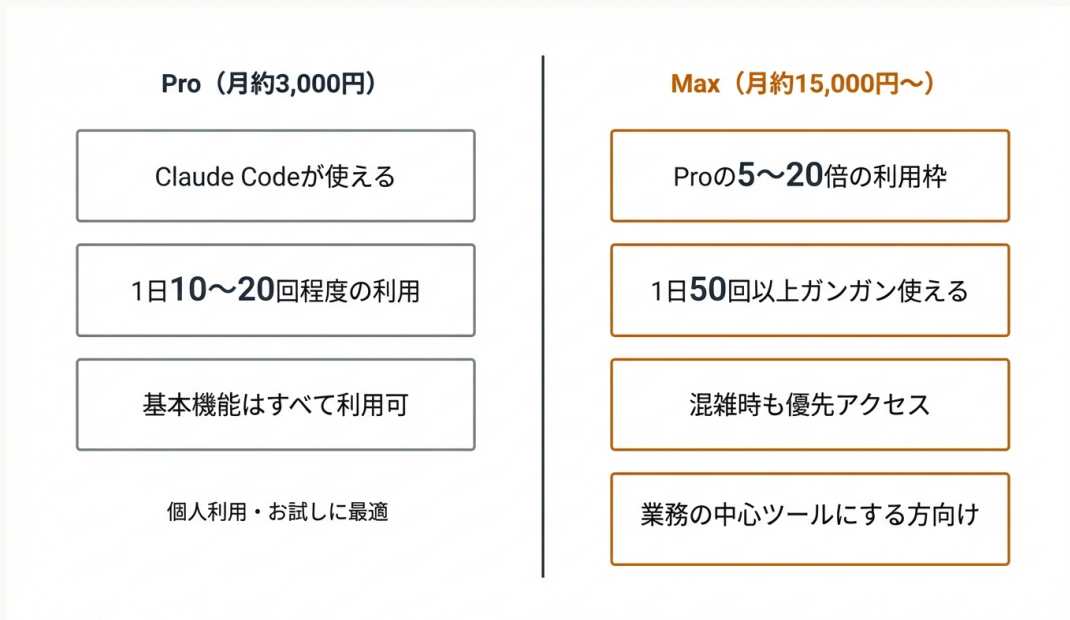 Pro（月約3,000円）
Claude Codeが使える
1日10〜20回程度の利用
基本機能はすべて利用可
個人利用・お試しに最適
Max（月約15,000円〜）
Proの5〜20倍の利用枠
1日50回以上ガンガン使える
混雑時も優先アクセス
業務の中心ツールにする方向け